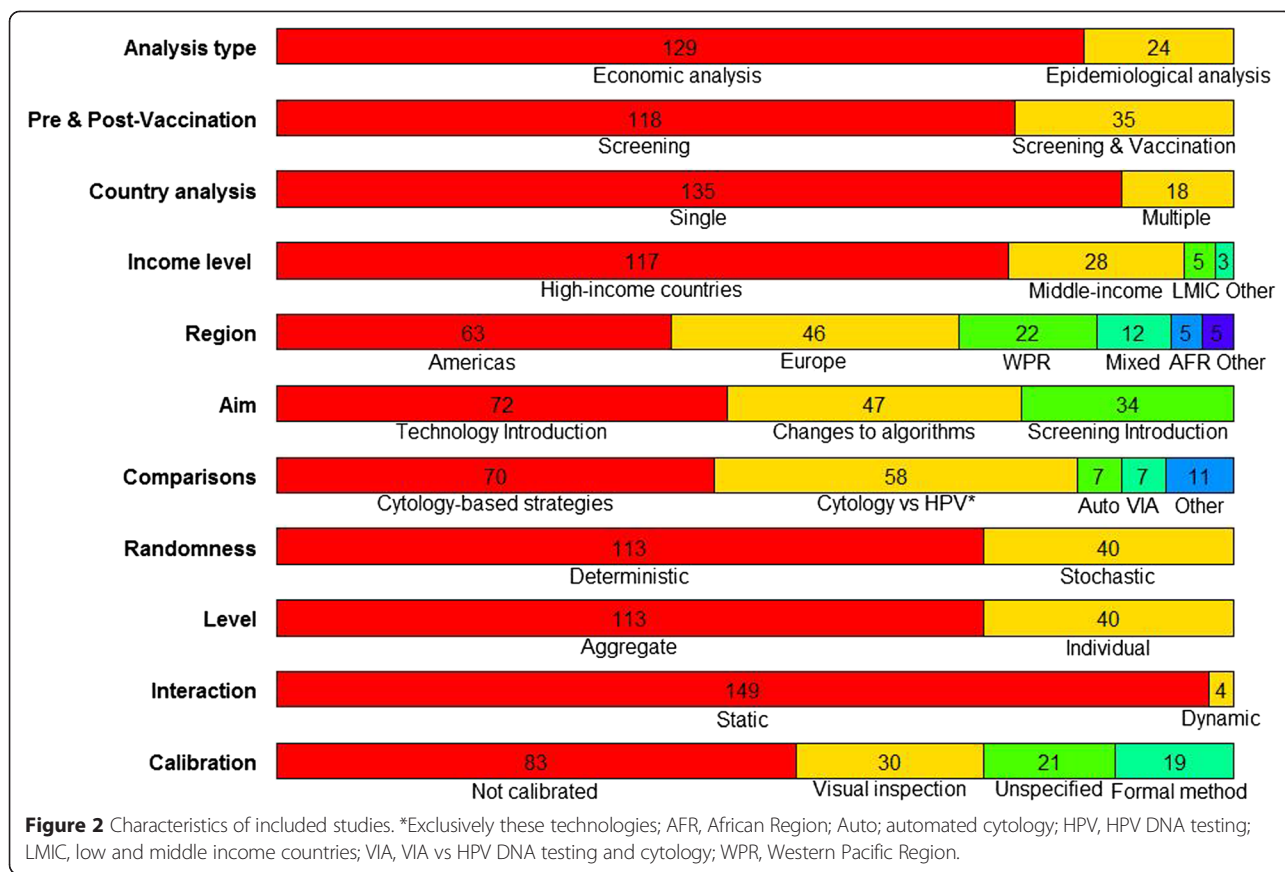 Analysis type 129 24
Economic analysis Epidemiological analysis
Pre & Post-Vaccination 118 35
Screening Screening & Vaccination
Country analysis 135 18
Single Multiple
Income level 117 28 5 3
High-income countries Middle-income LMIC Other
Region 63 46 22 12 5 5
Americas Europe WPR Mixed AFR Other
Aim 72 47 34
Technology Introduction Changes to algorithms Screening Introduction
Comparisons 70 58 7 7 11
Cytology-based strategies Cytology vs HPV* Auto VIA Other
Randomness 113 40
Deterministic Stochastic
Level 113 40
Aggregate Individual
Interaction 149 4
Static Dynamic
Calibration 83 30 21 19
Not calibrated Visual inspection Unspecified Formal method
Figure 2 Characteristics of included studies. *Exclusively these technologies; AFR, African Region; Auto; automated cytology; HPV, HPV DNA testing;
LMIC, low and middle income countries; VIA, VIA vs HPV DNA testing and cytology; WPR, Western Pacific Region.